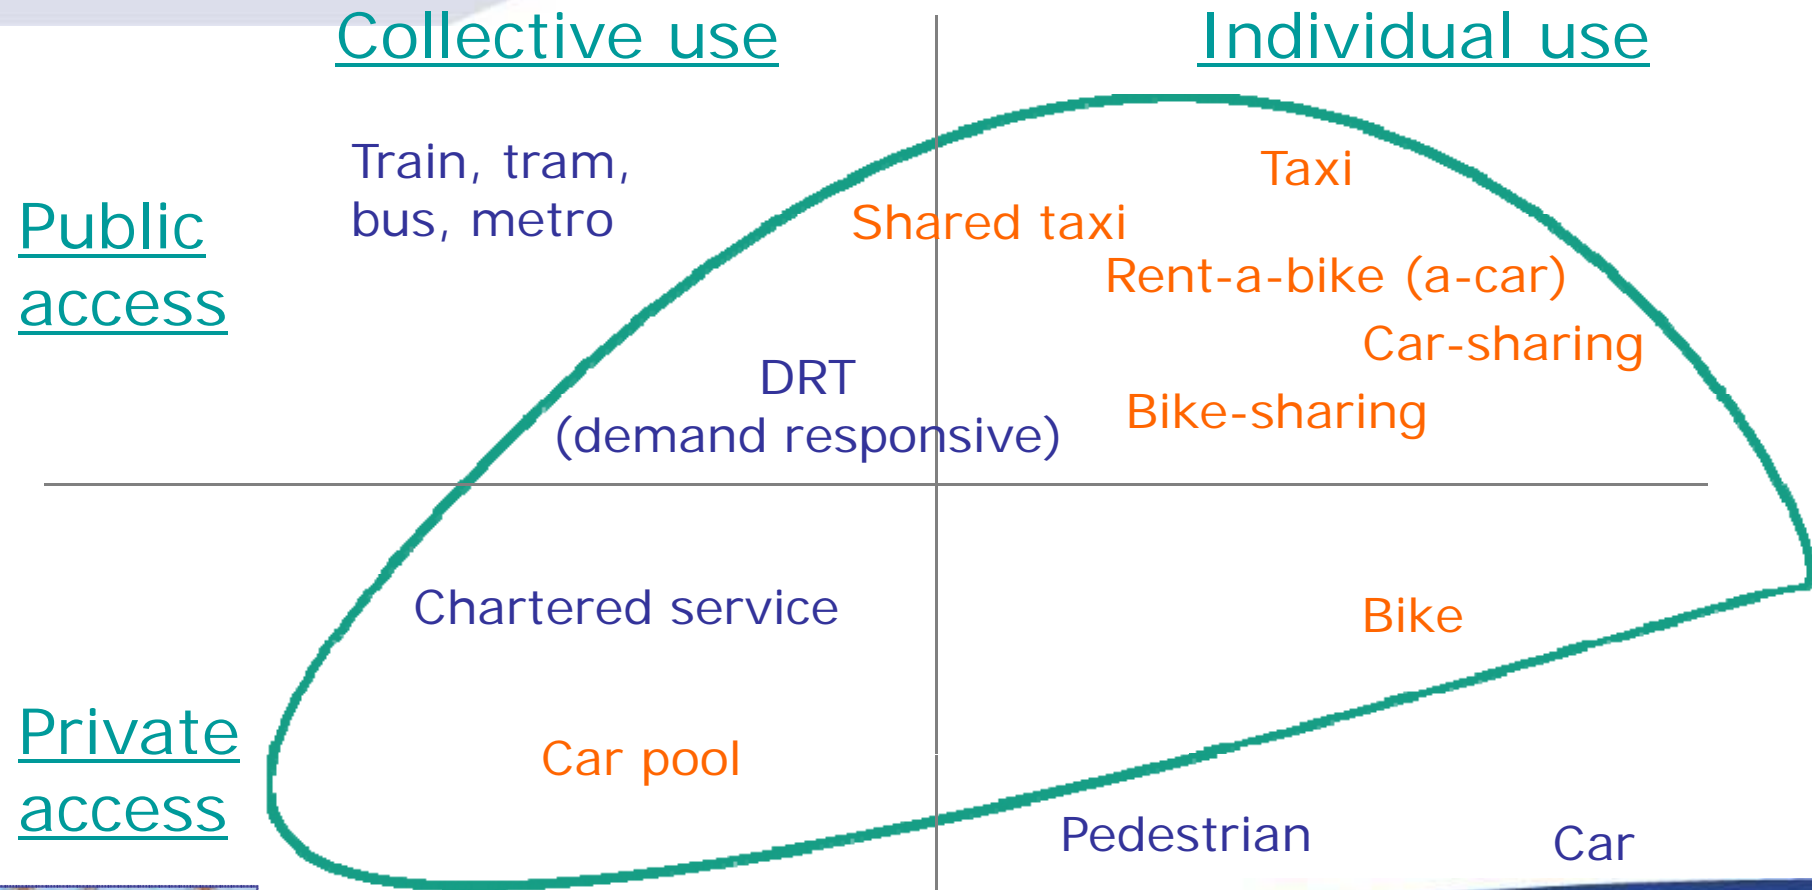 Collective use
Individual use
Public
access
Train, tram,
bus, metro
Taxi
Shared taxi
Rent-a-bike (a-car)
Car-sharing
DRT
(demand responsive)
Bike-sharing
Private
access
Chartered service
Bike
Car pool
Pedestrian
Car